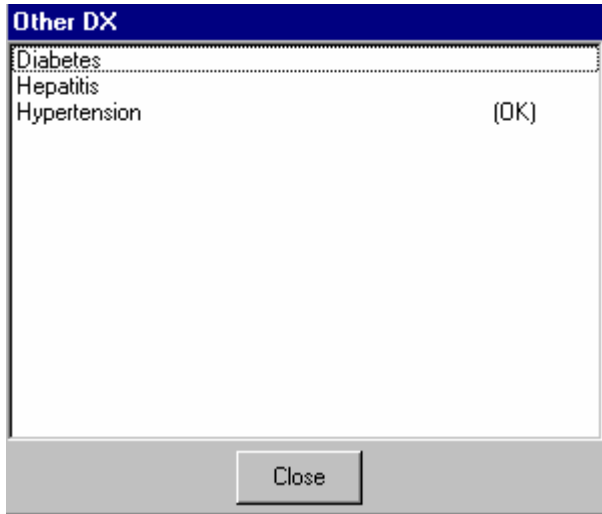 Other DX
Diabetes
Hepatitis
Hypertension (OK)
Close